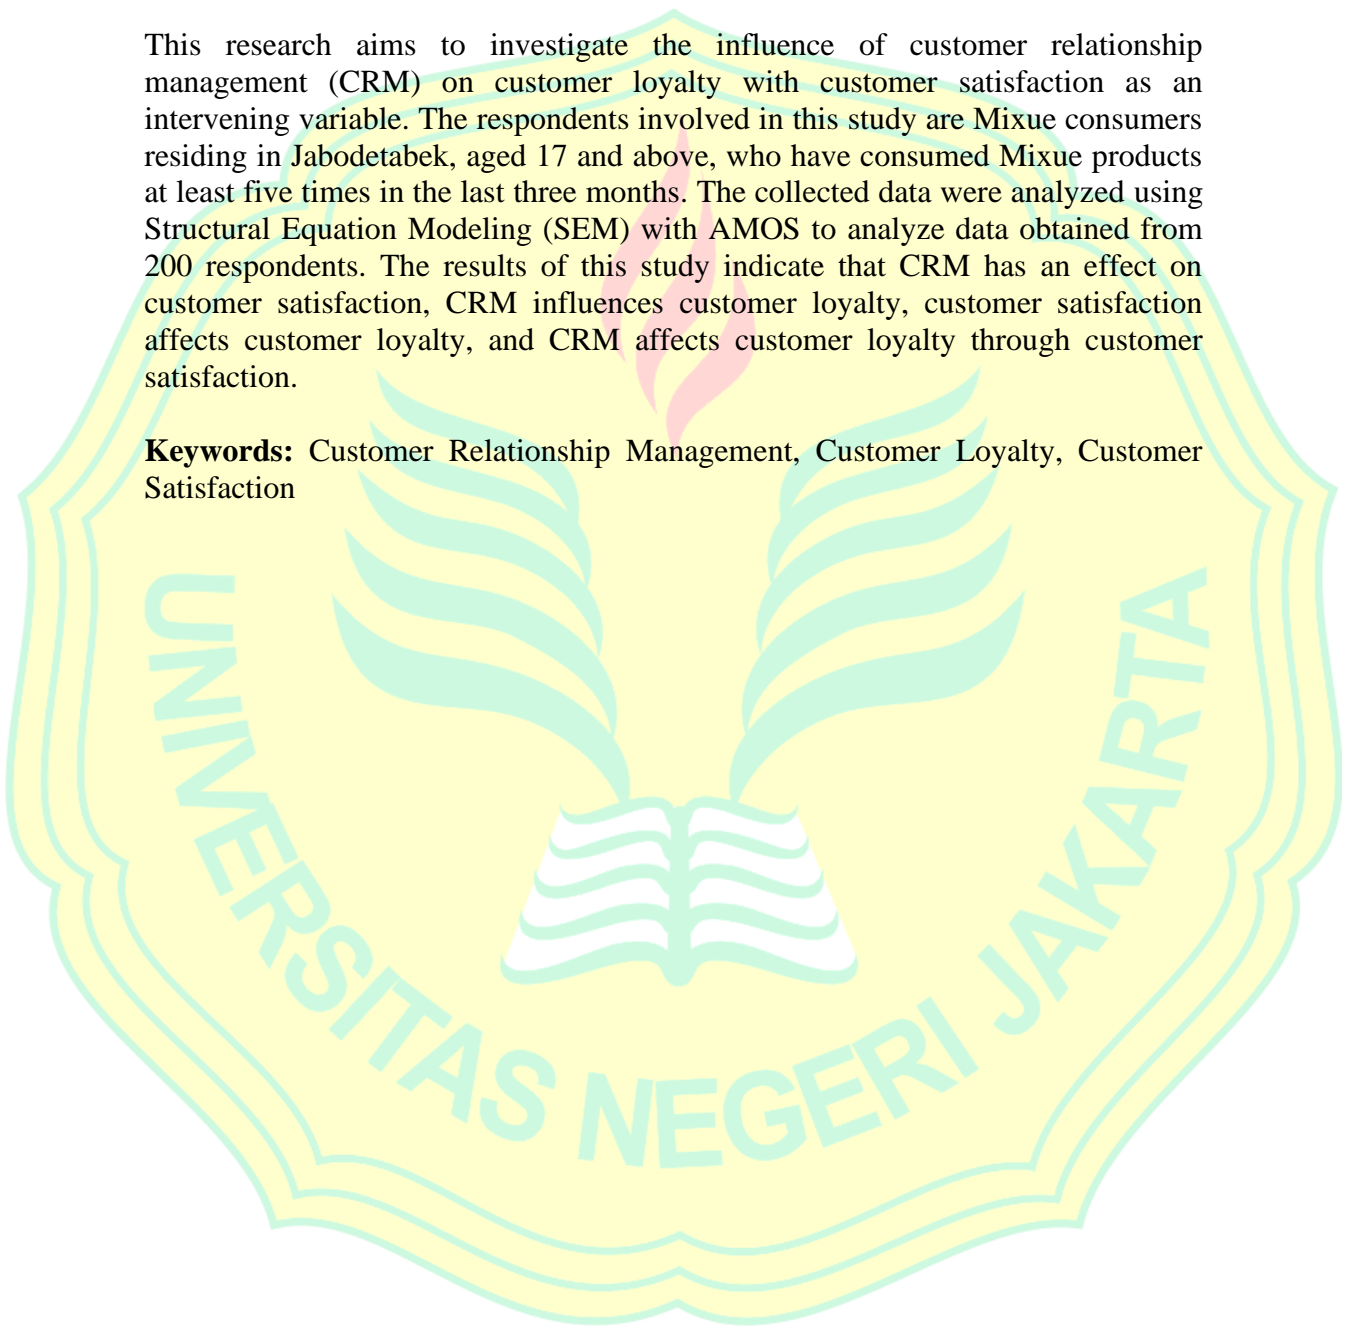 This research aims to investigate the influence of customer relationship
management (CRM) on customer loyalty with customer satisfaction as an
intervening variable. The respondents involved in this study are Mixue consumers
residing in Jabodetabek, aged 17 and above, who have consumed Mixue products
at least five times in the last three months. The collected data were analyzed using
Structural Equation Modeling (SEM) with AMOS to analyze data obtained from
200 respondents. The results of this study indicate that CRM has an effect on
customer satisfaction, CRM influences customer loyalty, customer satisfaction
affects customer loyalty, and CRM affects customer loyalty through customer
satisfaction.
Keywords: Customer Relationship Management, Customer Loyalty, Customer
Satisfaction
UNIVERSITAS NEGERI JAKARTA